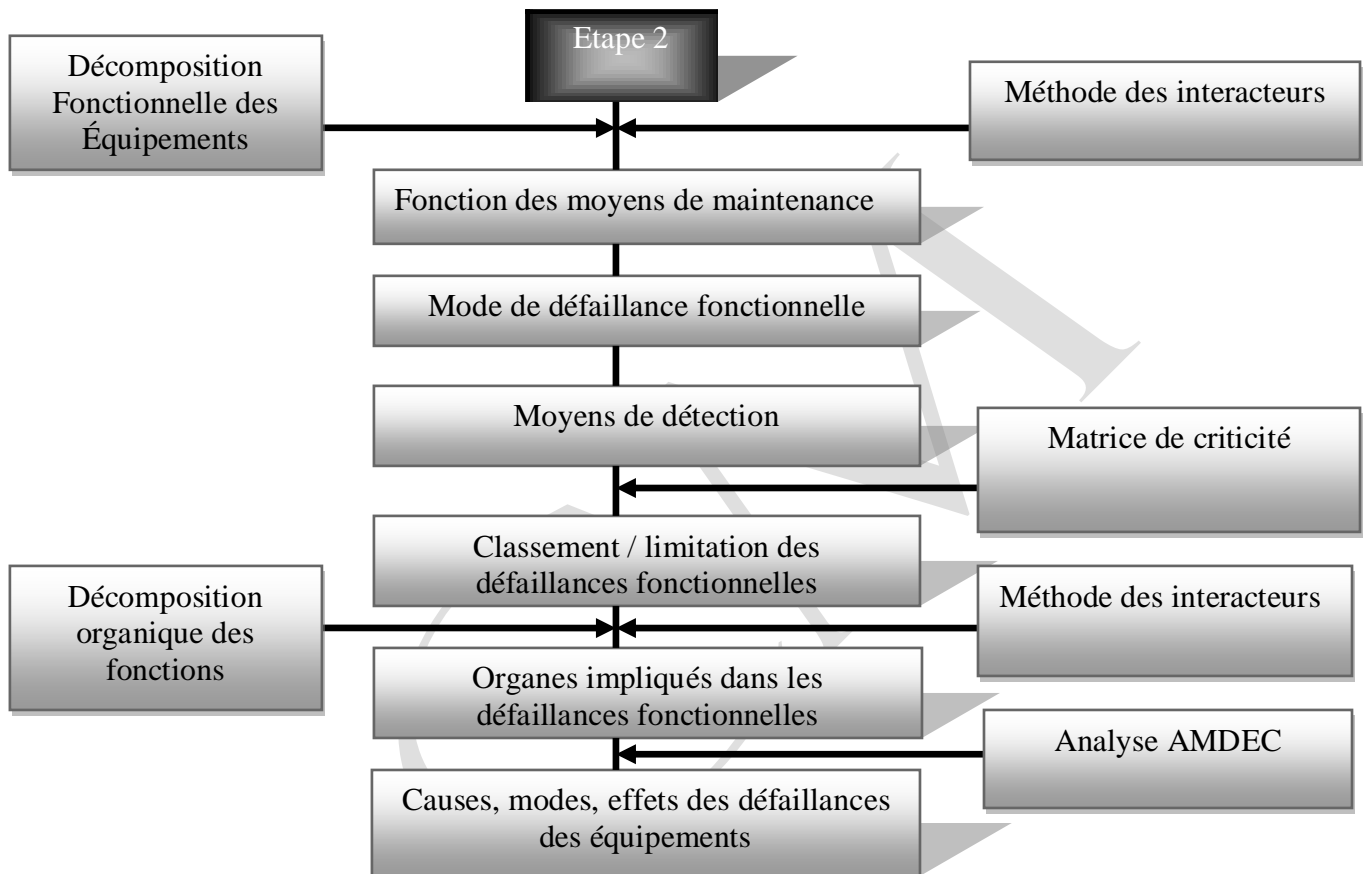 Etape 2
Décomposition
Fonctionnelle des
Équipements
Méthode des interacteurs
Fonction des moyens de maintenance
Mode de défaillance fonctionnelle
Moyens de détection
Matrice de criticité
Classement / limitation des
défaillances fonctionnelles
Décomposition
organique des
fonctions
Méthode des interacteurs
Organes impliqués dans les
défaillances fonctionnelles
Analyse AMDEC
Causes, modes, effets des défaillances
des équipements